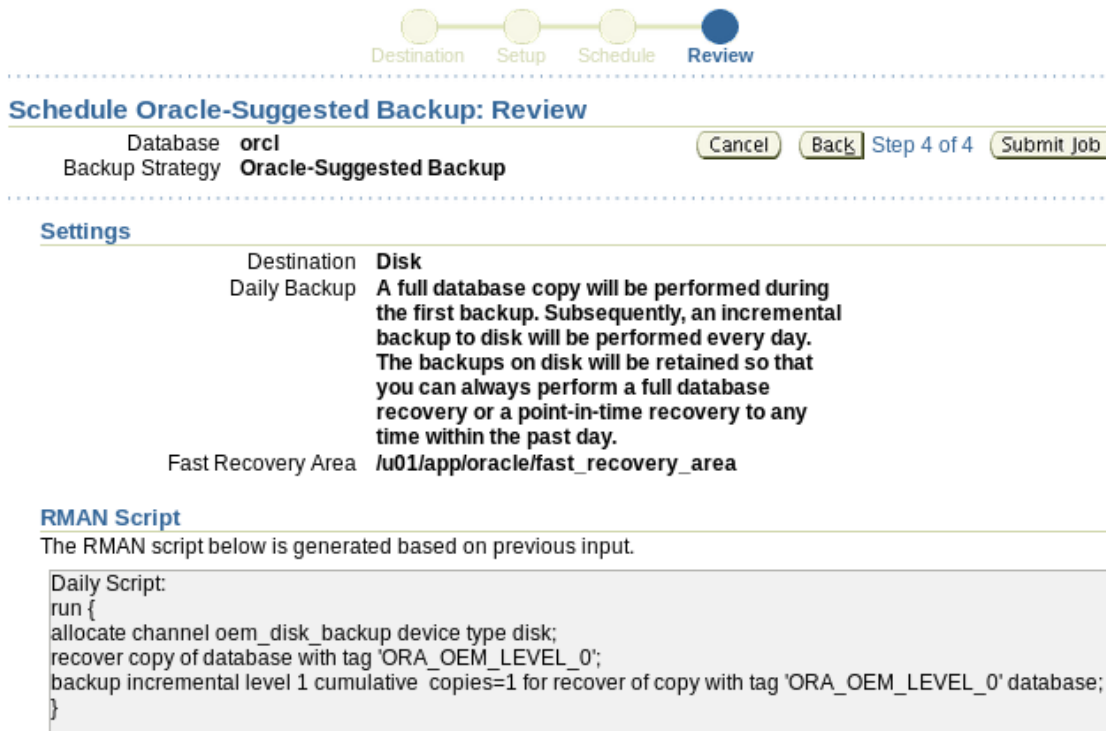 Destination Setup Schedule Review
Schedule Oracle-Suggested Backup: Review
Database orcl
Cancel Back Step 4 of 4 Submit Job
Backup Strategy Oracle-Suggested Backup
Settings
Destination Disk
Daily Backup A full database copy will be performed during
the first backup. Subsequently, an incremental
backup to disk will be performed every day.
The backups on disk will be retained so that
you can always perform a full database
recovery or a point-in-time recovery to any
time within the past day.
Fast Recovery Area /u01/app/oracle/fast_recovery_area
RMAN Script
The RMAN script below is generated based on previous input.
Daily Script:
run {
allocate channel oem_disk_backup device type disk;
recover copy of database with tag 'ORA_OEM_LEVEL_0';
backup incremental level 1 cumulative  copies=1 for recover of copy with tag 'ORA_OEM_LEVEL_0' database;
}